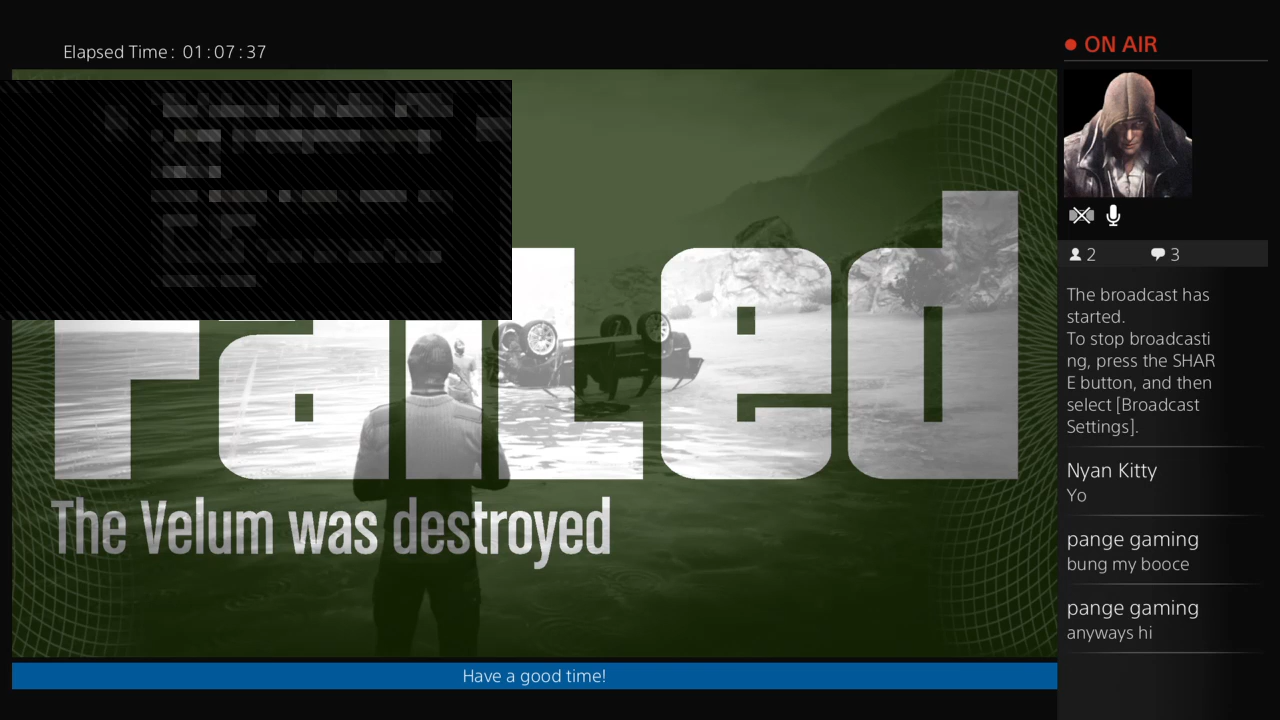 Elapsed Time: 01:07:37
ON AIR
2 3
The broadcast has
started.
To stop broadcasti
ng, press the SHAR
E button, and then
select [Broadcast
Settings].
Nyan Kitty
Yo
pange gaming
bung my booce
pange gaming
anyways hi
Failed
The Velum was destroyed
Have a good time!